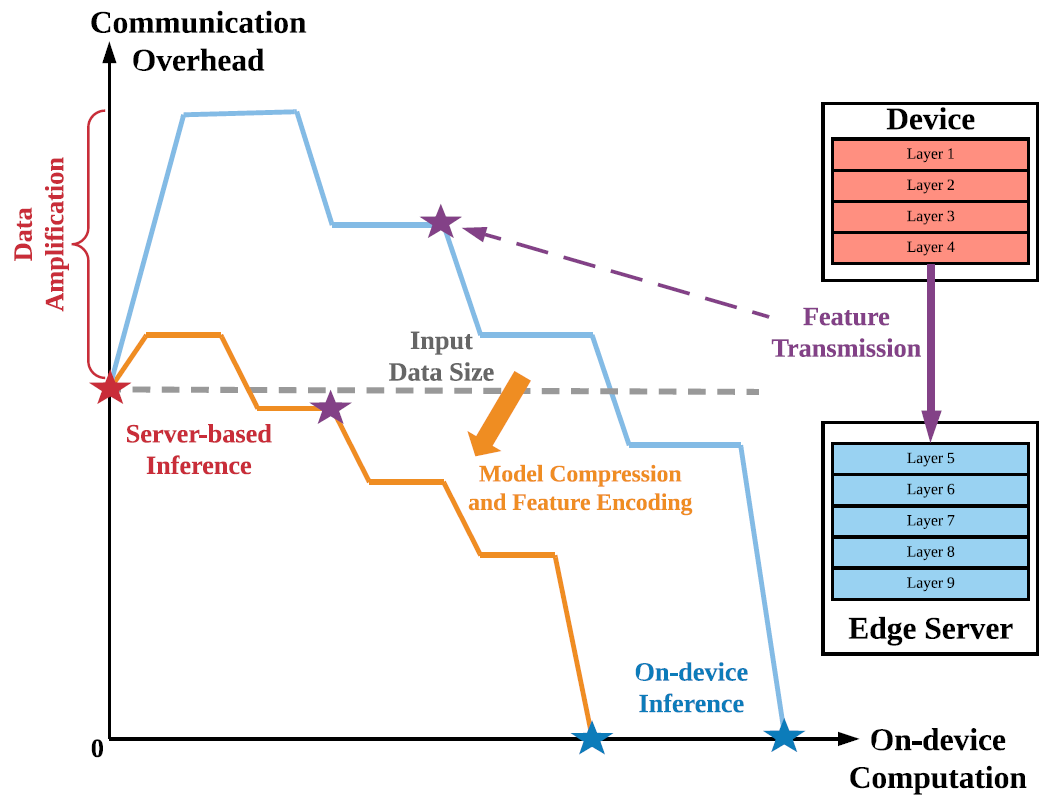 Communication
Overhead
Data
Amplification
Input
Data Size
Server-based
Inference
Model Compression
and Feature Encoding
On-device
Inference
0
On-device
Computation
Device
Layer 1
Layer 2
Layer 3
Layer 4
Feature
Transmission
Layer 5
Layer 6
Layer 7
Layer 8
Layer 9
Edge Server